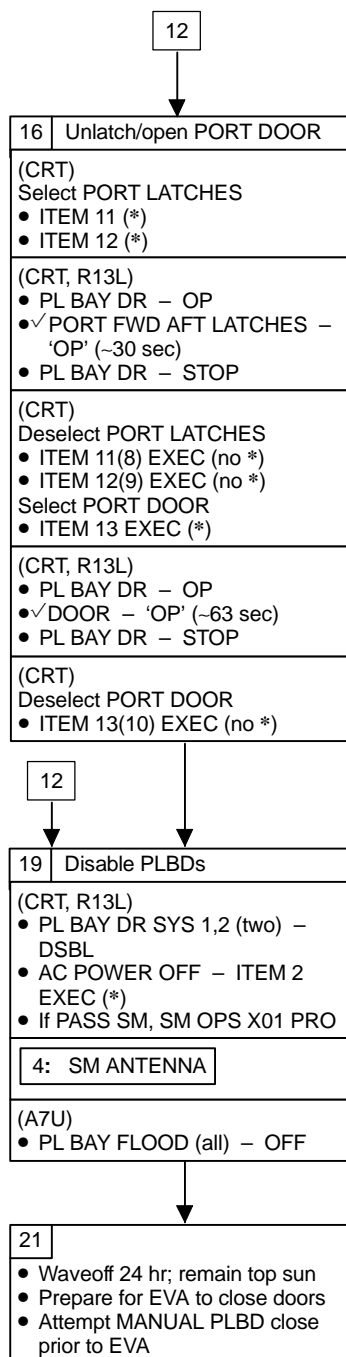 12
16 Unlatch/open PORT DOOR
(CRT)
Select PORT LATCHES
• ITEM 11 (*)
• ITEM 12 (*)
(CRT, R13L)
• PL BAY DR – OP
•√PORT FWD AFT LATCHES –
‘OP’ (~30 sec)
• PL BAY DR – STOP
(CRT)
Deselect PORT LATCHES
• ITEM 11(8) EXEC (no *)
• ITEM 12(9) EXEC (no *)
Select PORT DOOR
• ITEM 13 EXEC (*)
(CRT, R13L)
• PL BAY DR – OP
•√DOOR – ‘OP’ (~63 sec)
• PL BAY DR – STOP
(CRT)
Deselect PORT DOOR
• ITEM 13(10) EXEC (no *)
12
19 Disable PLBDs
(CRT, R13L)
• PL BAY DR SYS 1,2 (two) –
DSBL
• AC POWER OFF – ITEM 2
EXEC (*)
• If PASS SM, SM OPS X01 PRO
4: SM ANTENNA
(A7U)
• PL BAY FLOOD (all) – OFF
21
• Waveoff 24 hr; remain top sun
• Prepare for EVA to close doors
• Attempt MANUAL PLBD close
prior to EVA